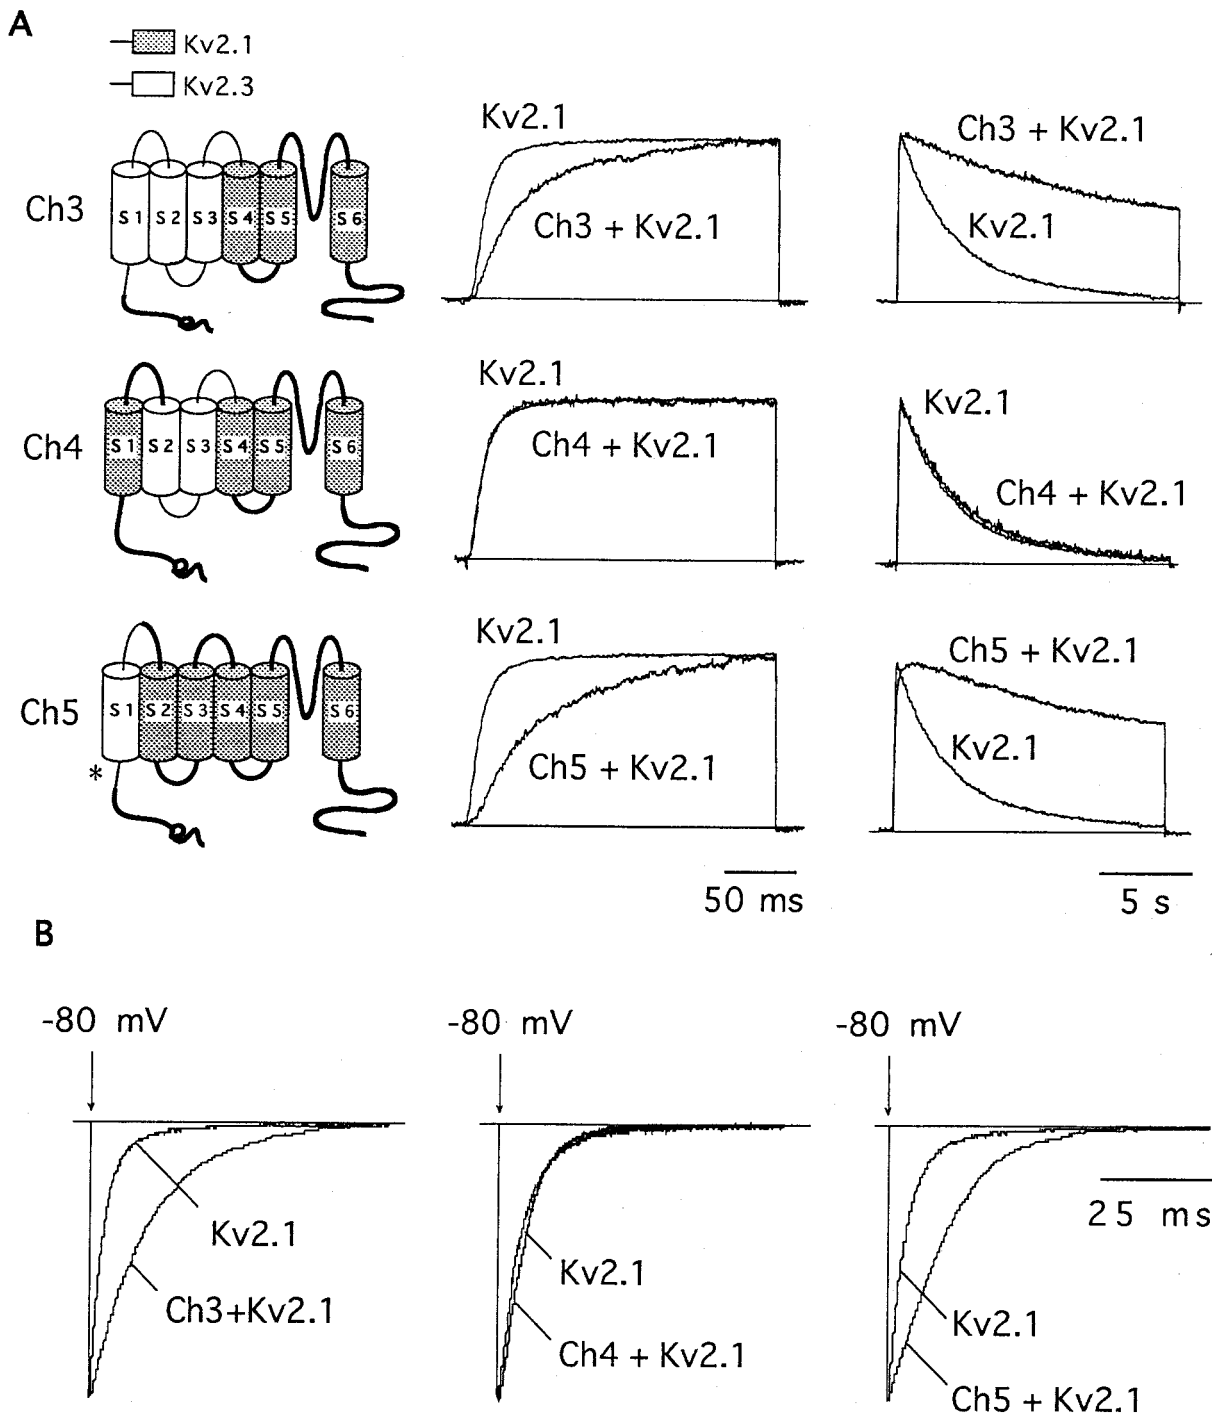 A
Kv2.1
Kv2.3
Ch3
S1 S2 S3 S4 S5 S6
Kv2.1
Ch3 + Kv2.1
Ch3 + Kv2.1
Kv2.1
Ch4
S1 S2 S3 S4 S5 S6
Kv2.1
Ch4 + Kv2.1
Kv2.1
Ch4 + Kv2.1
Ch5
S1 S2 S3 S4 S5 S6
*
Kv2.1
Ch5 + Kv2.1
Ch5 + Kv2.1
Kv2.1
50 ms
5 s
B
-80 mV
-80 mV
-80 mV
Kv2.1
Ch3+Kv2.1
Kv2.1
Ch4 + Kv2.1
25 ms
Kv2.1
Ch5 + Kv2.1